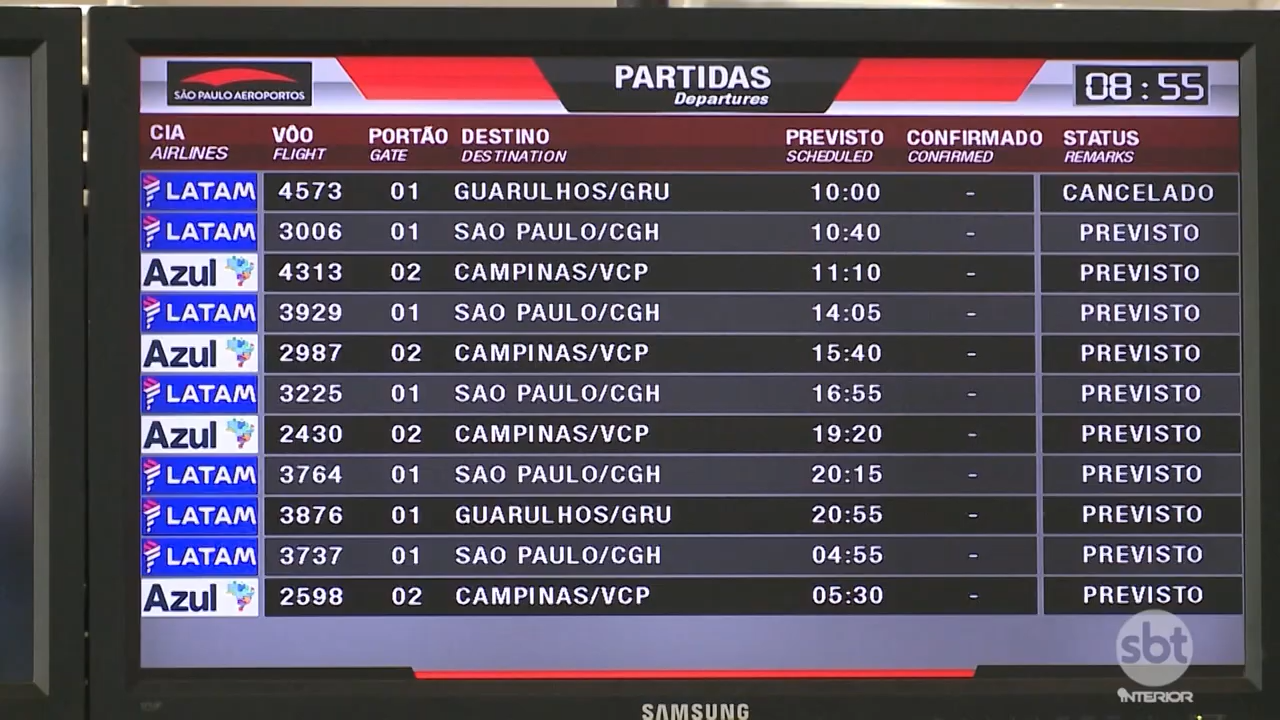 SÃO PAULO AEROPORTOS
PARTIDAS
Departures
08:55
CIA VÔO PORTÃO DESTINO PREVISTO CONFIRMADO STATUS
AIRLINES FLIGHT GATE DESTINATION SCHEDULED CONFIRMED REMARKS
LATAM 4573 01 GUARULHOS/GRU 10:00 - CANCELADO
LATAM 3006 01 SAO PAULO/CGH 10:40 - PREVISTO
Azul 4313 02 CAMPINAS/VCP 11:10 - PREVISTO
LATAM 3929 01 SAO PAULO/CGH 14:05 - PREVISTO
Azul 2987 02 CAMPINAS/VCP 15:40 - PREVISTO
LATAM 3225 01 SAO PAULO/CGH 16:55 - PREVISTO
Azul 2430 02 CAMPINAS/VCP 19:20 - PREVISTO
LATAM 3764 01 SAO PAULO/CGH 20:15 - PREVISTO
LATAM 3876 01 GUARULHOS/GRU 20:55 - PREVISTO
LATAM 3737 01 SAO PAULO/CGH 04:55 - PREVISTO
Azul 2598 02 CAMPINAS/VCP 05:30 - PREVISTO
sbt
INTERIOR
SAMSUNG